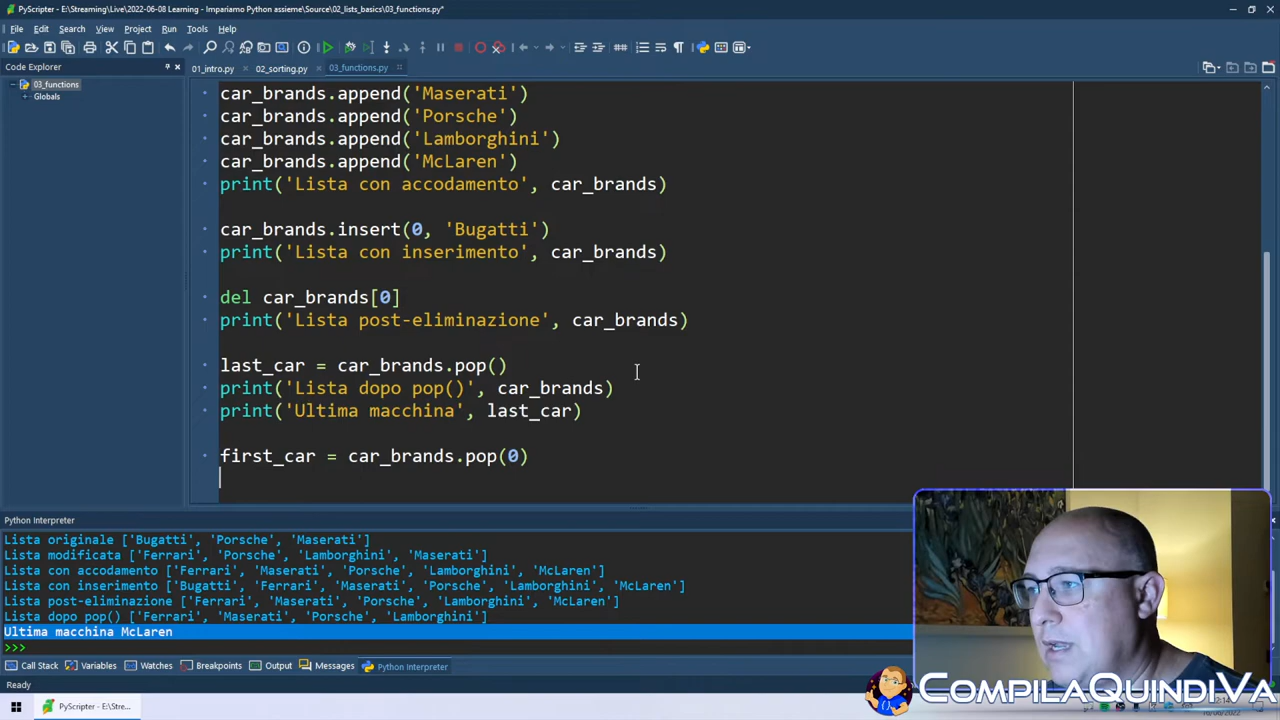 PyScripter - E:\Streaming\Live\2022-06-08 Learning - Impariamo Python assieme\Source\02_lists_basics\03_functions.py*
File Edit Search View Project Run Tools Help
Code Explorer
01_intro.py 02_sorting.py 03_functions.py
03_functions
Globals
car_brands.append('Maserati')
car_brands.append('Porsche')
car_brands.append('Lamborghini')
car_brands.append('McLaren')
print('Lista con accodamento', car_brands)
car_brands.insert(0, 'Bugatti')
print('Lista con inserimento', car_brands)
del car_brands[0]
print('Lista post-eliminazione', car_brands)
last_car = car_brands.pop()
print('Lista dopo pop()', car_brands)
print('Ultima macchina', last_car)
first_car = car_brands.pop(0)
Python Interpreter
Lista originale ['Bugatti', 'Porsche', 'Maserati']
Lista modificata ['Ferrari', 'Porsche', 'Lamborghini', 'Maserati']
Lista con accodamento ['Ferrari', 'Maserati', 'Porsche', 'Lamborghini', 'McLaren']
Lista con inserimento ['Bugatti', 'Ferrari', 'Maserati', 'Porsche', 'Lamborghini', 'McLaren']
Lista post-eliminazione ['Ferrari', 'Maserati', 'Porsche', 'Lamborghini', 'McLaren']
Lista dopo pop() ['Ferrari', 'Maserati', 'Porsche', 'Lamborghini']
Ultima macchina McLaren
>>>
Call Stack Variables Watches Breakpoints Output Messages Python Interpreter
Ready
CompilaQuindiVa
PyScripter - E:\Stre...